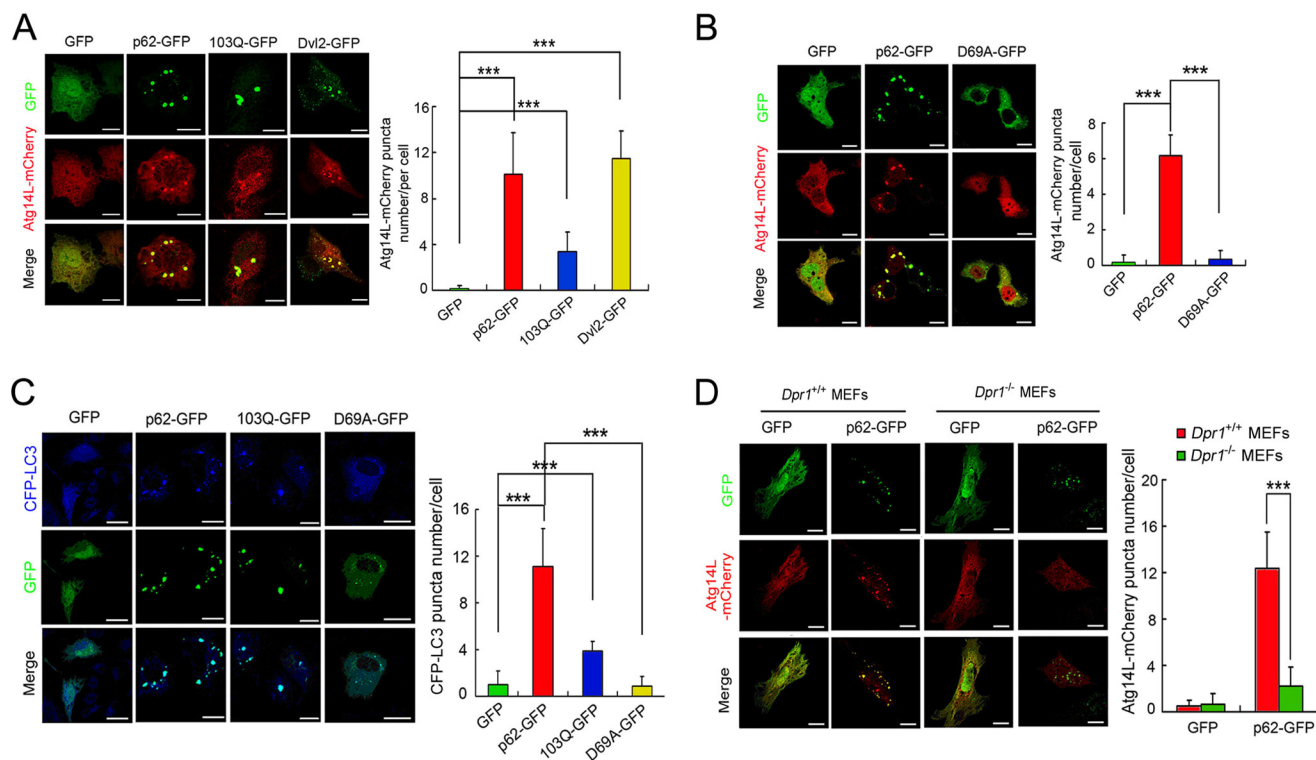 A
GFP p62-GFP 103Q-GFP Dvl2-GFP
GFP
Atg14L-mCherry
Merge
Atg14L-mCherry puncta
number/per cell
16
12
8
4
0
***
***
***
GFP
p62-GFP
103Q-GFP
Dvl2-GFP
B
GFP p62-GFP D69A-GFP
GFP
Atg14L-mCherry
Merge
Atg14L-mCherry puncta
number/cell
8
6
4
2
0
*** ***
GFP
p62-GFP
D69A-GFP
C
GFP p62-GFP 103Q-GFP D69A-GFP
CFP-LC3
GFP
Merge
CFP-LC3 puncta number/cell
16
12
8
4
0
***
***
***
GFP
p62-GFP
103Q-GFP
D69A-GFP
D
Dpr1+/+ MEFs Dpr1-/- MEFs
GFP p62-GFP GFP p62-GFP
GFP
Atg14L
-mCherry
Merge
Atg14L-mCherry puncta number/cell
Dpr1+/+ MEFs
Dpr1-/- MEFs
20
16
12
8
4
0
***
GFP p62-GFP